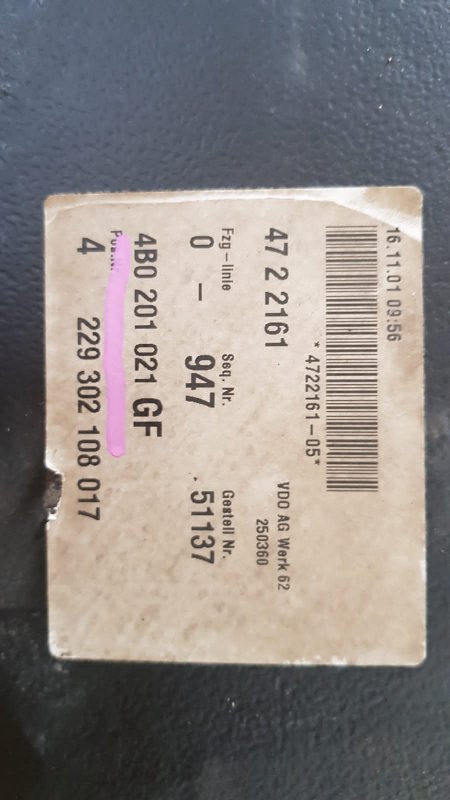 16.11.01 09:56
*4722161-05*
VDO AG Werk 62
250360
47 2 2161
Fzg-linie Seq. Nr. Gestell Nr.
0 - 947 . 51137
4B0 201 021 GF
4 229 302 108 017